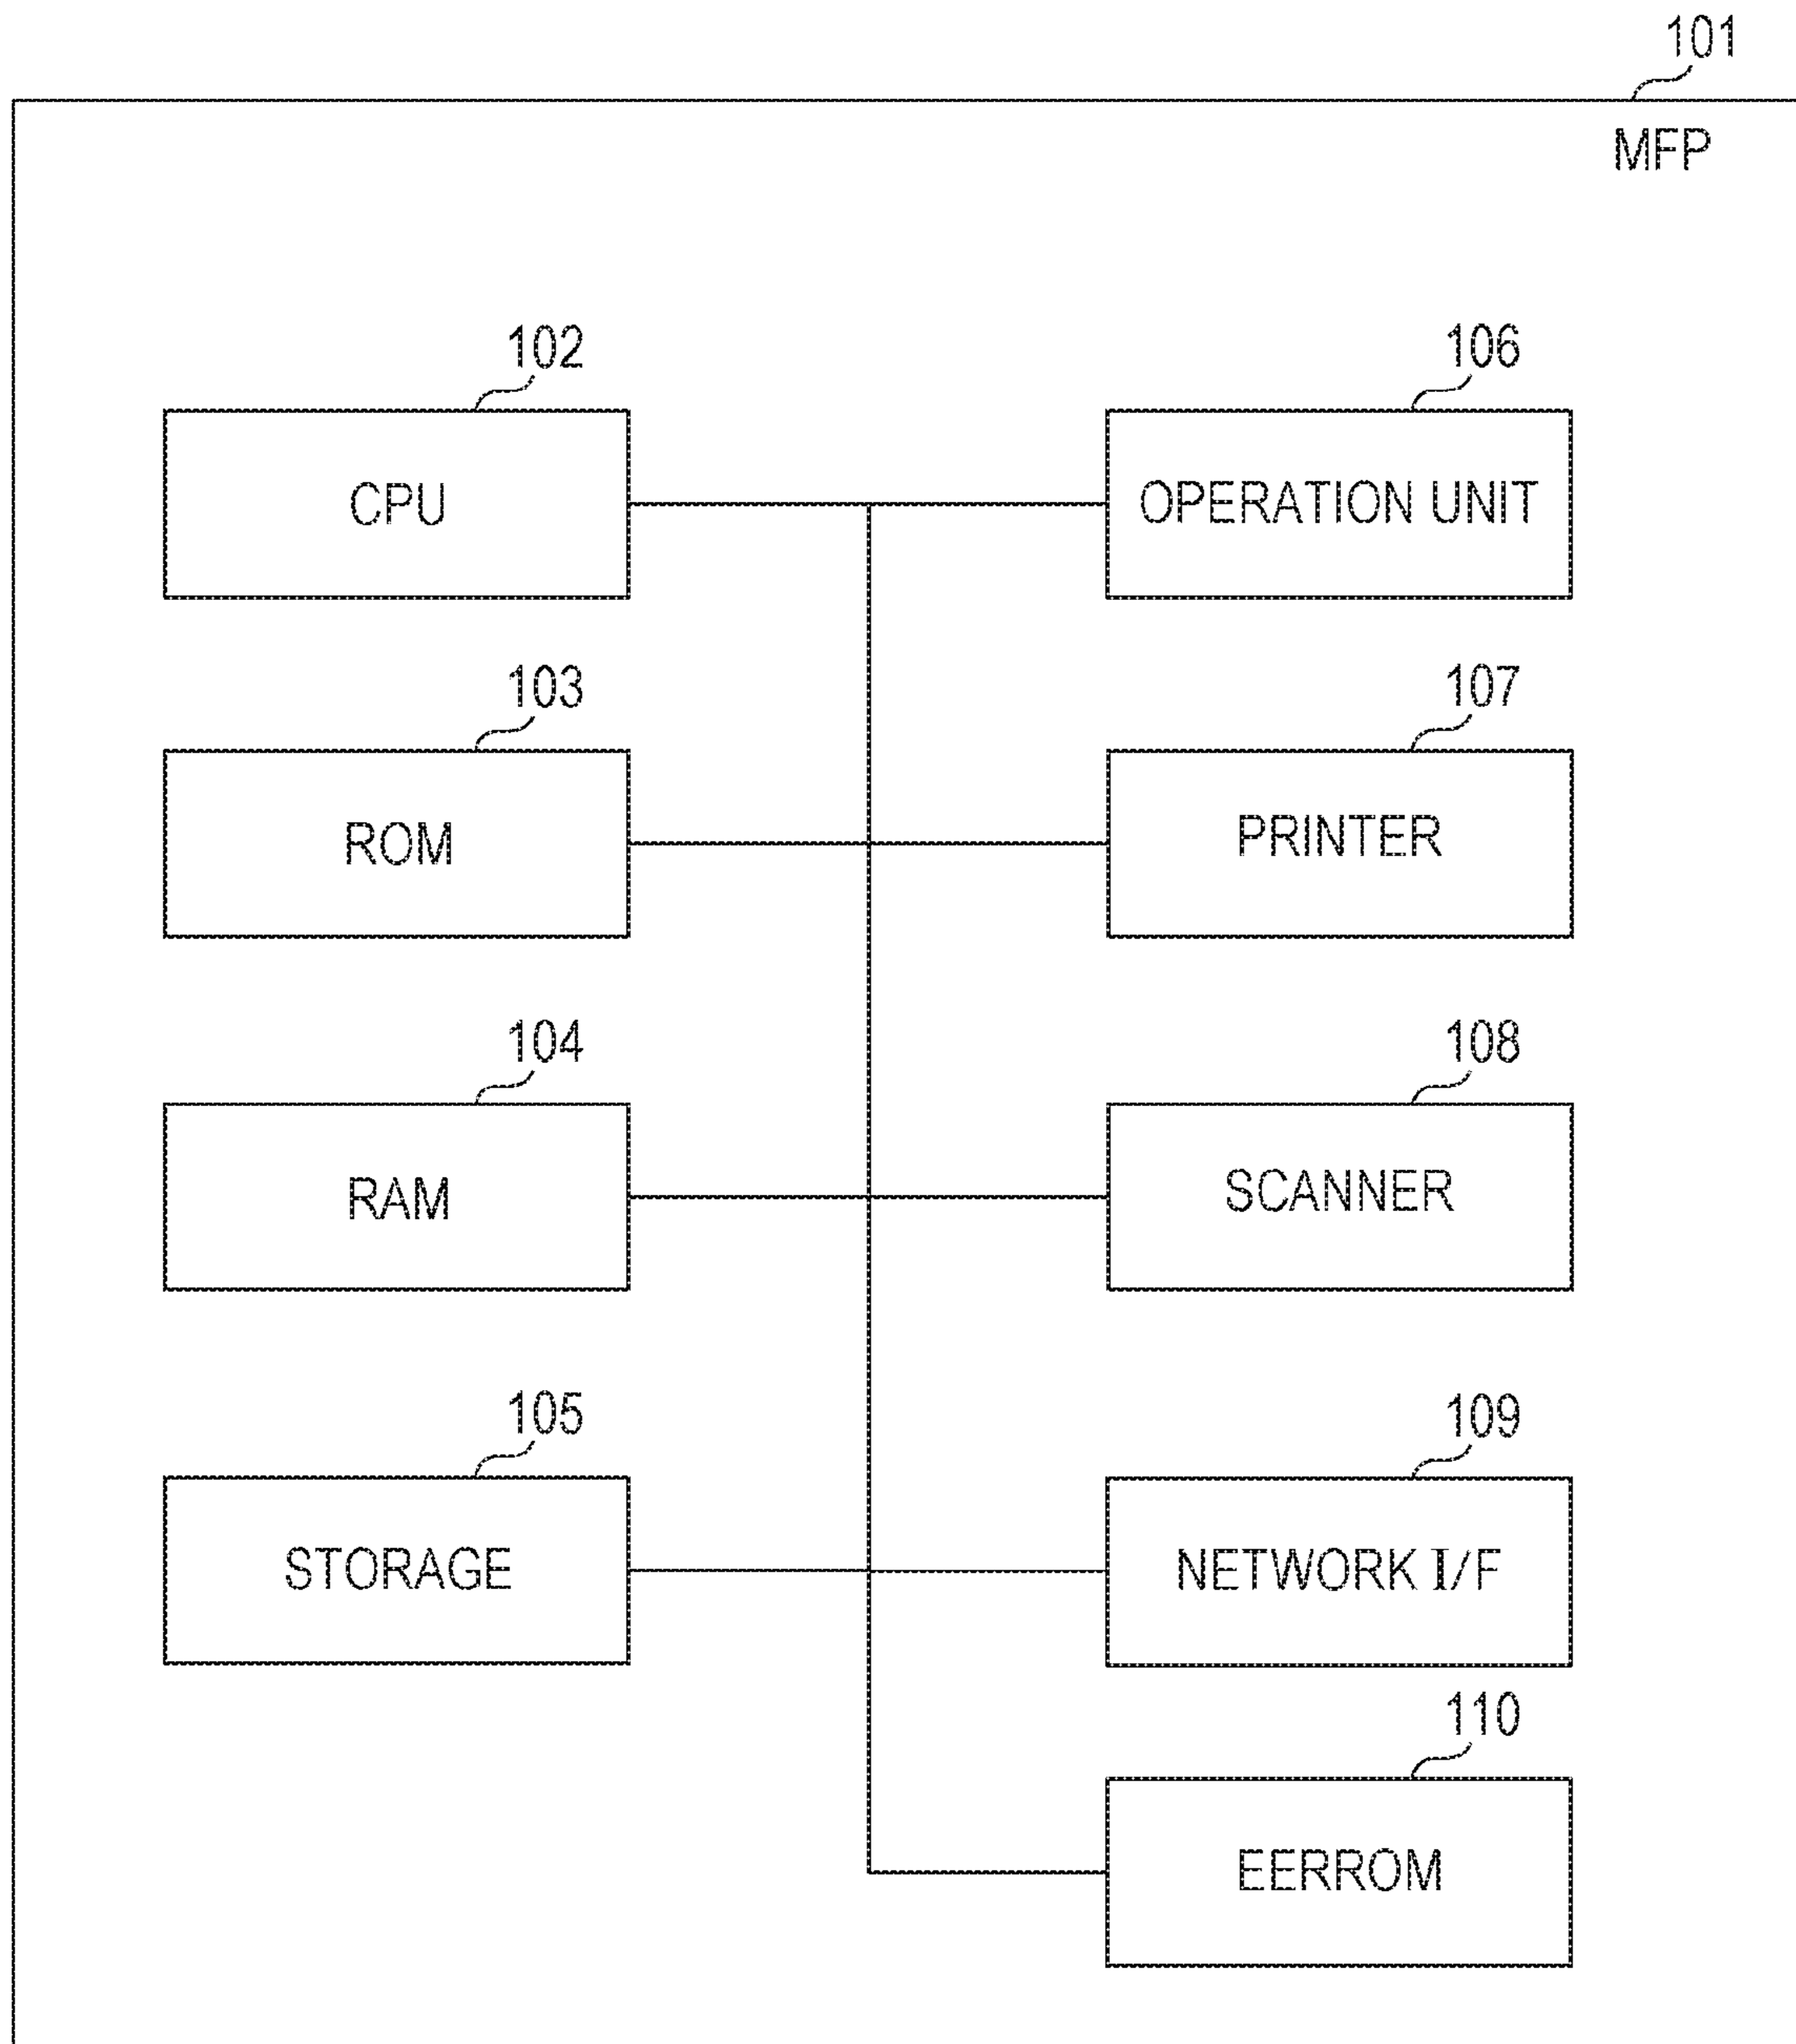 101
MFP
102
CPU
106
OPERATION UNIT
103
ROM
107
PRINTER
104
RAM
108
SCANNER
105
STORAGE
109
NETWORK I/F
110
EERROM